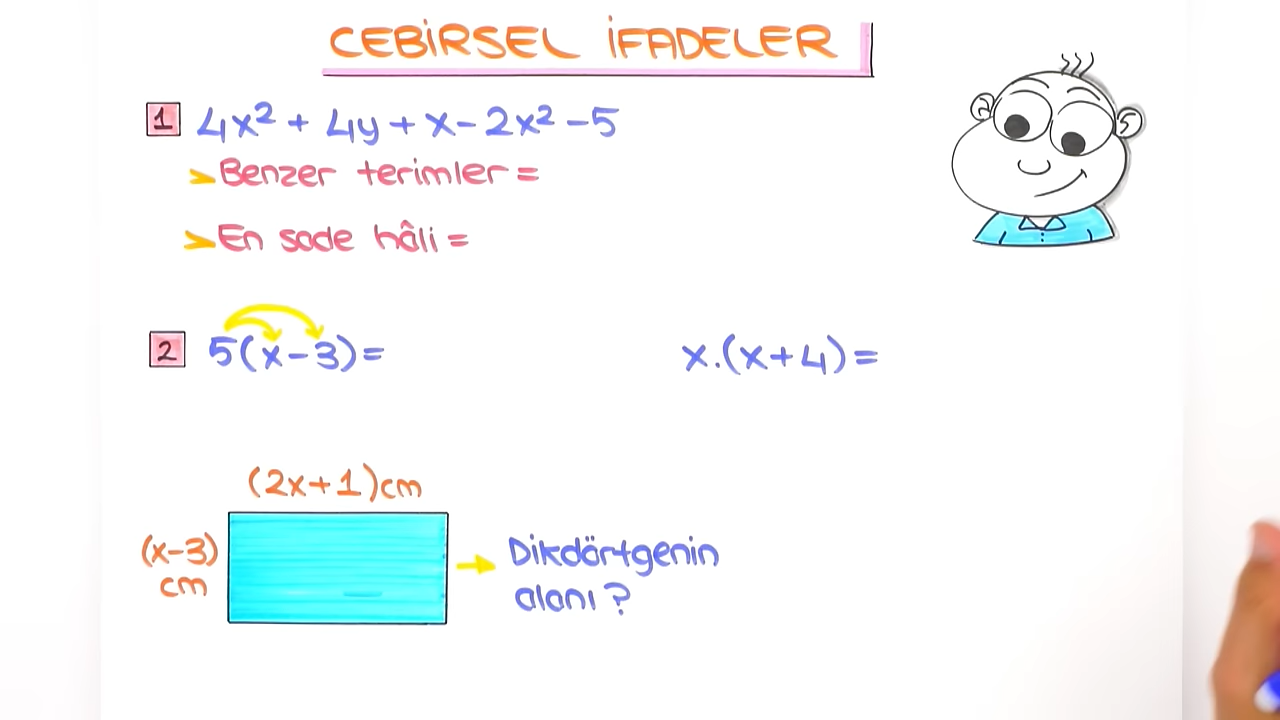 CEBİRSEL İFADELER
1 4x² + 4y + x - 2x² - 5
➤ Benzer terimler =
➤ En sade hâli =
2 5(x-3)=
x.(x+4)=
(2x+1)cm
(x-3)
cm
Dikdörtgenin
alanı?